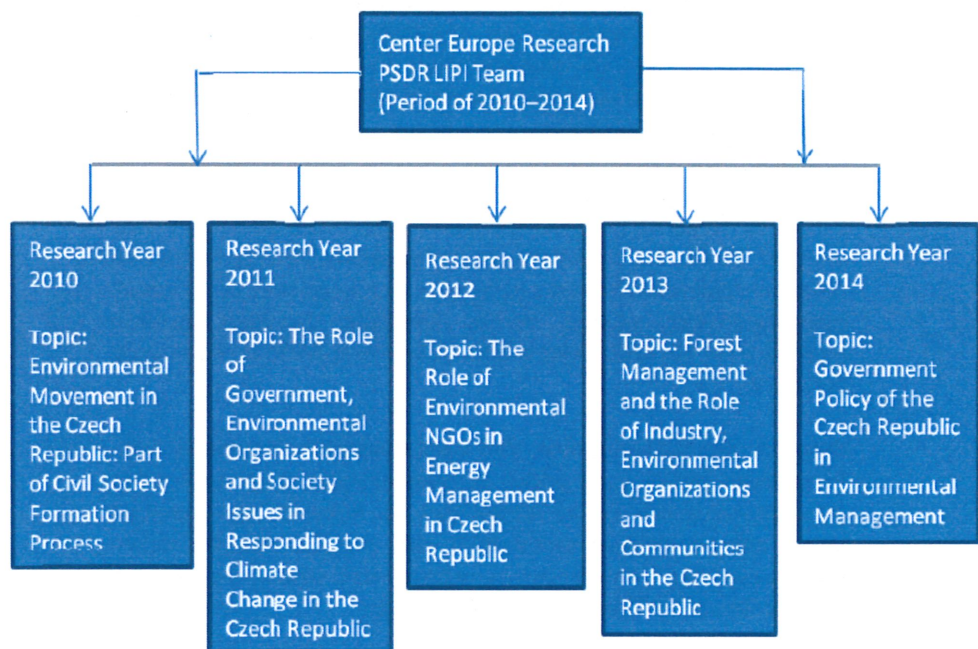 Center Europe Research
PSDR LIPI Team
(Period of 2010–2014)
Research Year
2010
Topic:
Environmental
Movement in
the Czech
Republic: Part
of Civil Society
Formation
Process
Research Year
2011
Topic: The Role
of
Government,
Environmental
Organizations
and Society
Issues in
Responding to
Climate
Change in the
Czech Republic
Research Year
2012
Topic: The
Role of
Environmental
NGOs in
Energy
Management
in Czech
Republic
Research Year
2013
Topic: Forest
Management
and the Role
of Industry,
Environmental
Organizations
and
Communities
in the Czech
Republic
Research Year
2014
Topic:
Government
Policy of the
Czech Republic
in
Environmental
Management